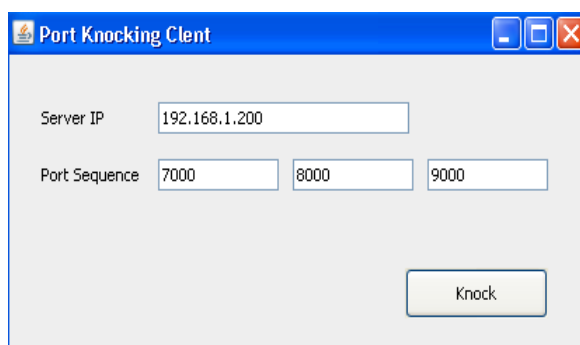 Port Knocking Clent
Server IP 192.168.1.200
Port Sequence 7000 8000 9000
Knock